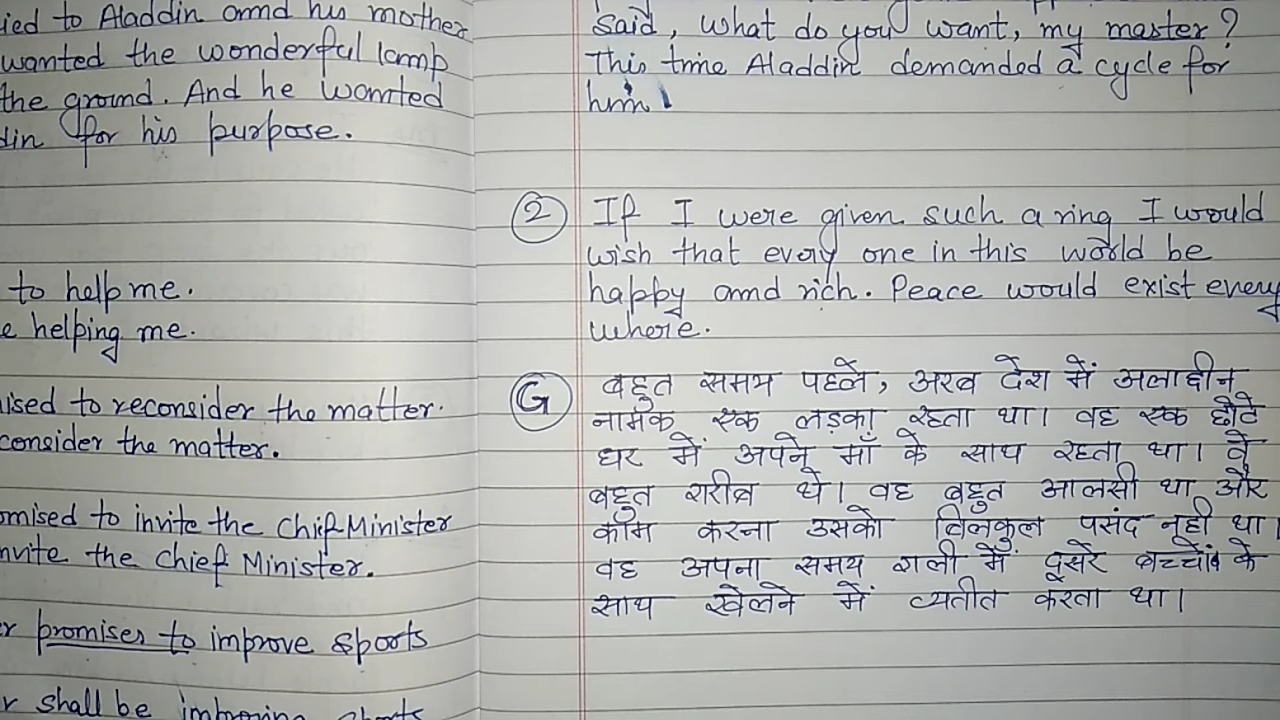 ied to Aladdin and his mother
wanted the wonderful lamp
the ground. And he wanted
din for his purpose.
to help me.
e helping me.
ised to reconsider the matter.
consider the matter.
omised to invite the Chief Minister
nvite the Chief Minister.
r promises to improve sports
r shall be improving sports
said, what do you want, my master?
This time Aladdin demanded a cycle for
him.
② If I were given such a ring I would
wish that every one in this world be
happy and rich. Peace would exist every
where.
Ⓖ बहुत समय पहले, अरब देश में अलाद्दीन
नामक एक लड़का रहता था। वह एक छोटे
घर में अपने माँ के साथ रहता था। वे
बहुत गरीब थे। वह बहुत आलसी था और
काम करना उसको बिलकुल पसंद नहीं था।
वह अपना समय गली में दूसरे बच्चों के
साथ खेलने में व्यतीत करता था।